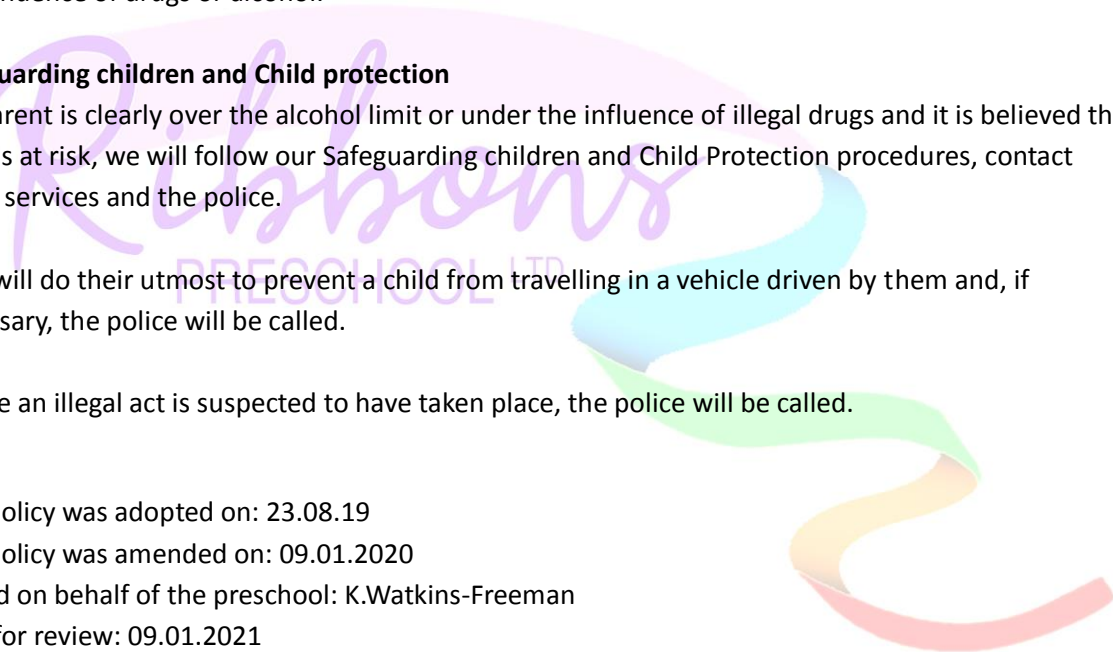 uarding children and Child protection
arent is clearly over the alcohol limit or under the influence of illegal drugs and it is believed th
s at risk, we will follow our Safeguarding children and Child Protection procedures, contact
services and the police.
Ribbons
PRESCHOOL LTD
will do their utmost to prevent a child from travelling in a vehicle driven by them and, if
sary, the police will be called.
e an illegal act is suspected to have taken place, the police will be called.
olicy was adopted on: 23.08.19
olicy was amended on: 09.01.2020
d on behalf of the preschool: K.Watkins-Freeman
for review: 09.01.2021